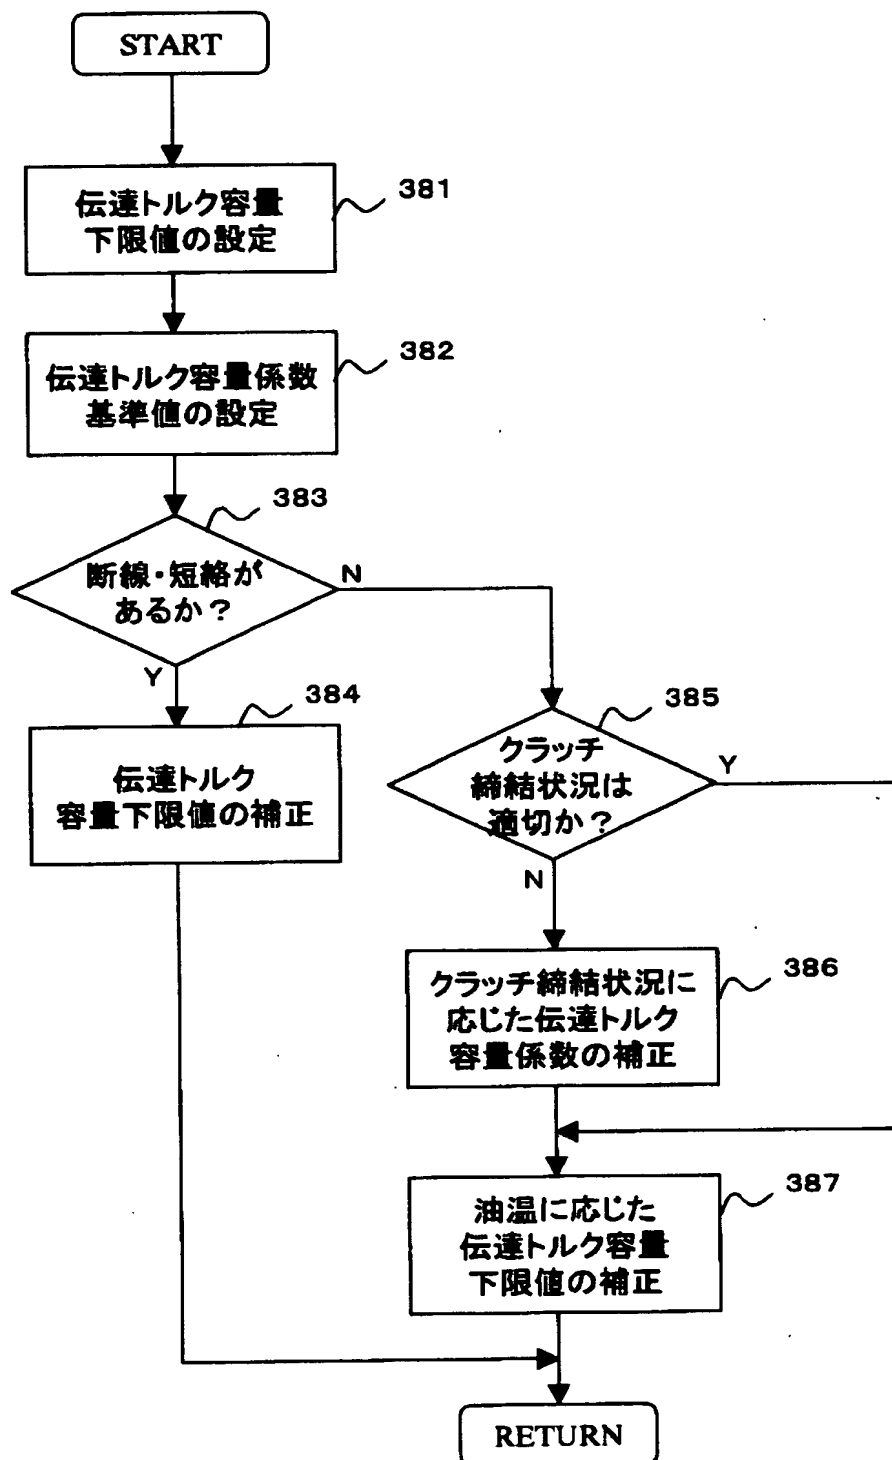 START
伝達トルク容量
下限値の設定
381
伝達トルク容量係数
基準値の設定
382
断線・短絡が
あるか？
383
N
Y
伝達トルク
容量下限値の補正
384
クラッチ
締結状況は
適切か？
385
Y
N
クラッチ締結状況に
応じた伝達トルク
容量係数の補正
386
油温に応じた
伝達トルク容量
下限値の補正
387
RETURN